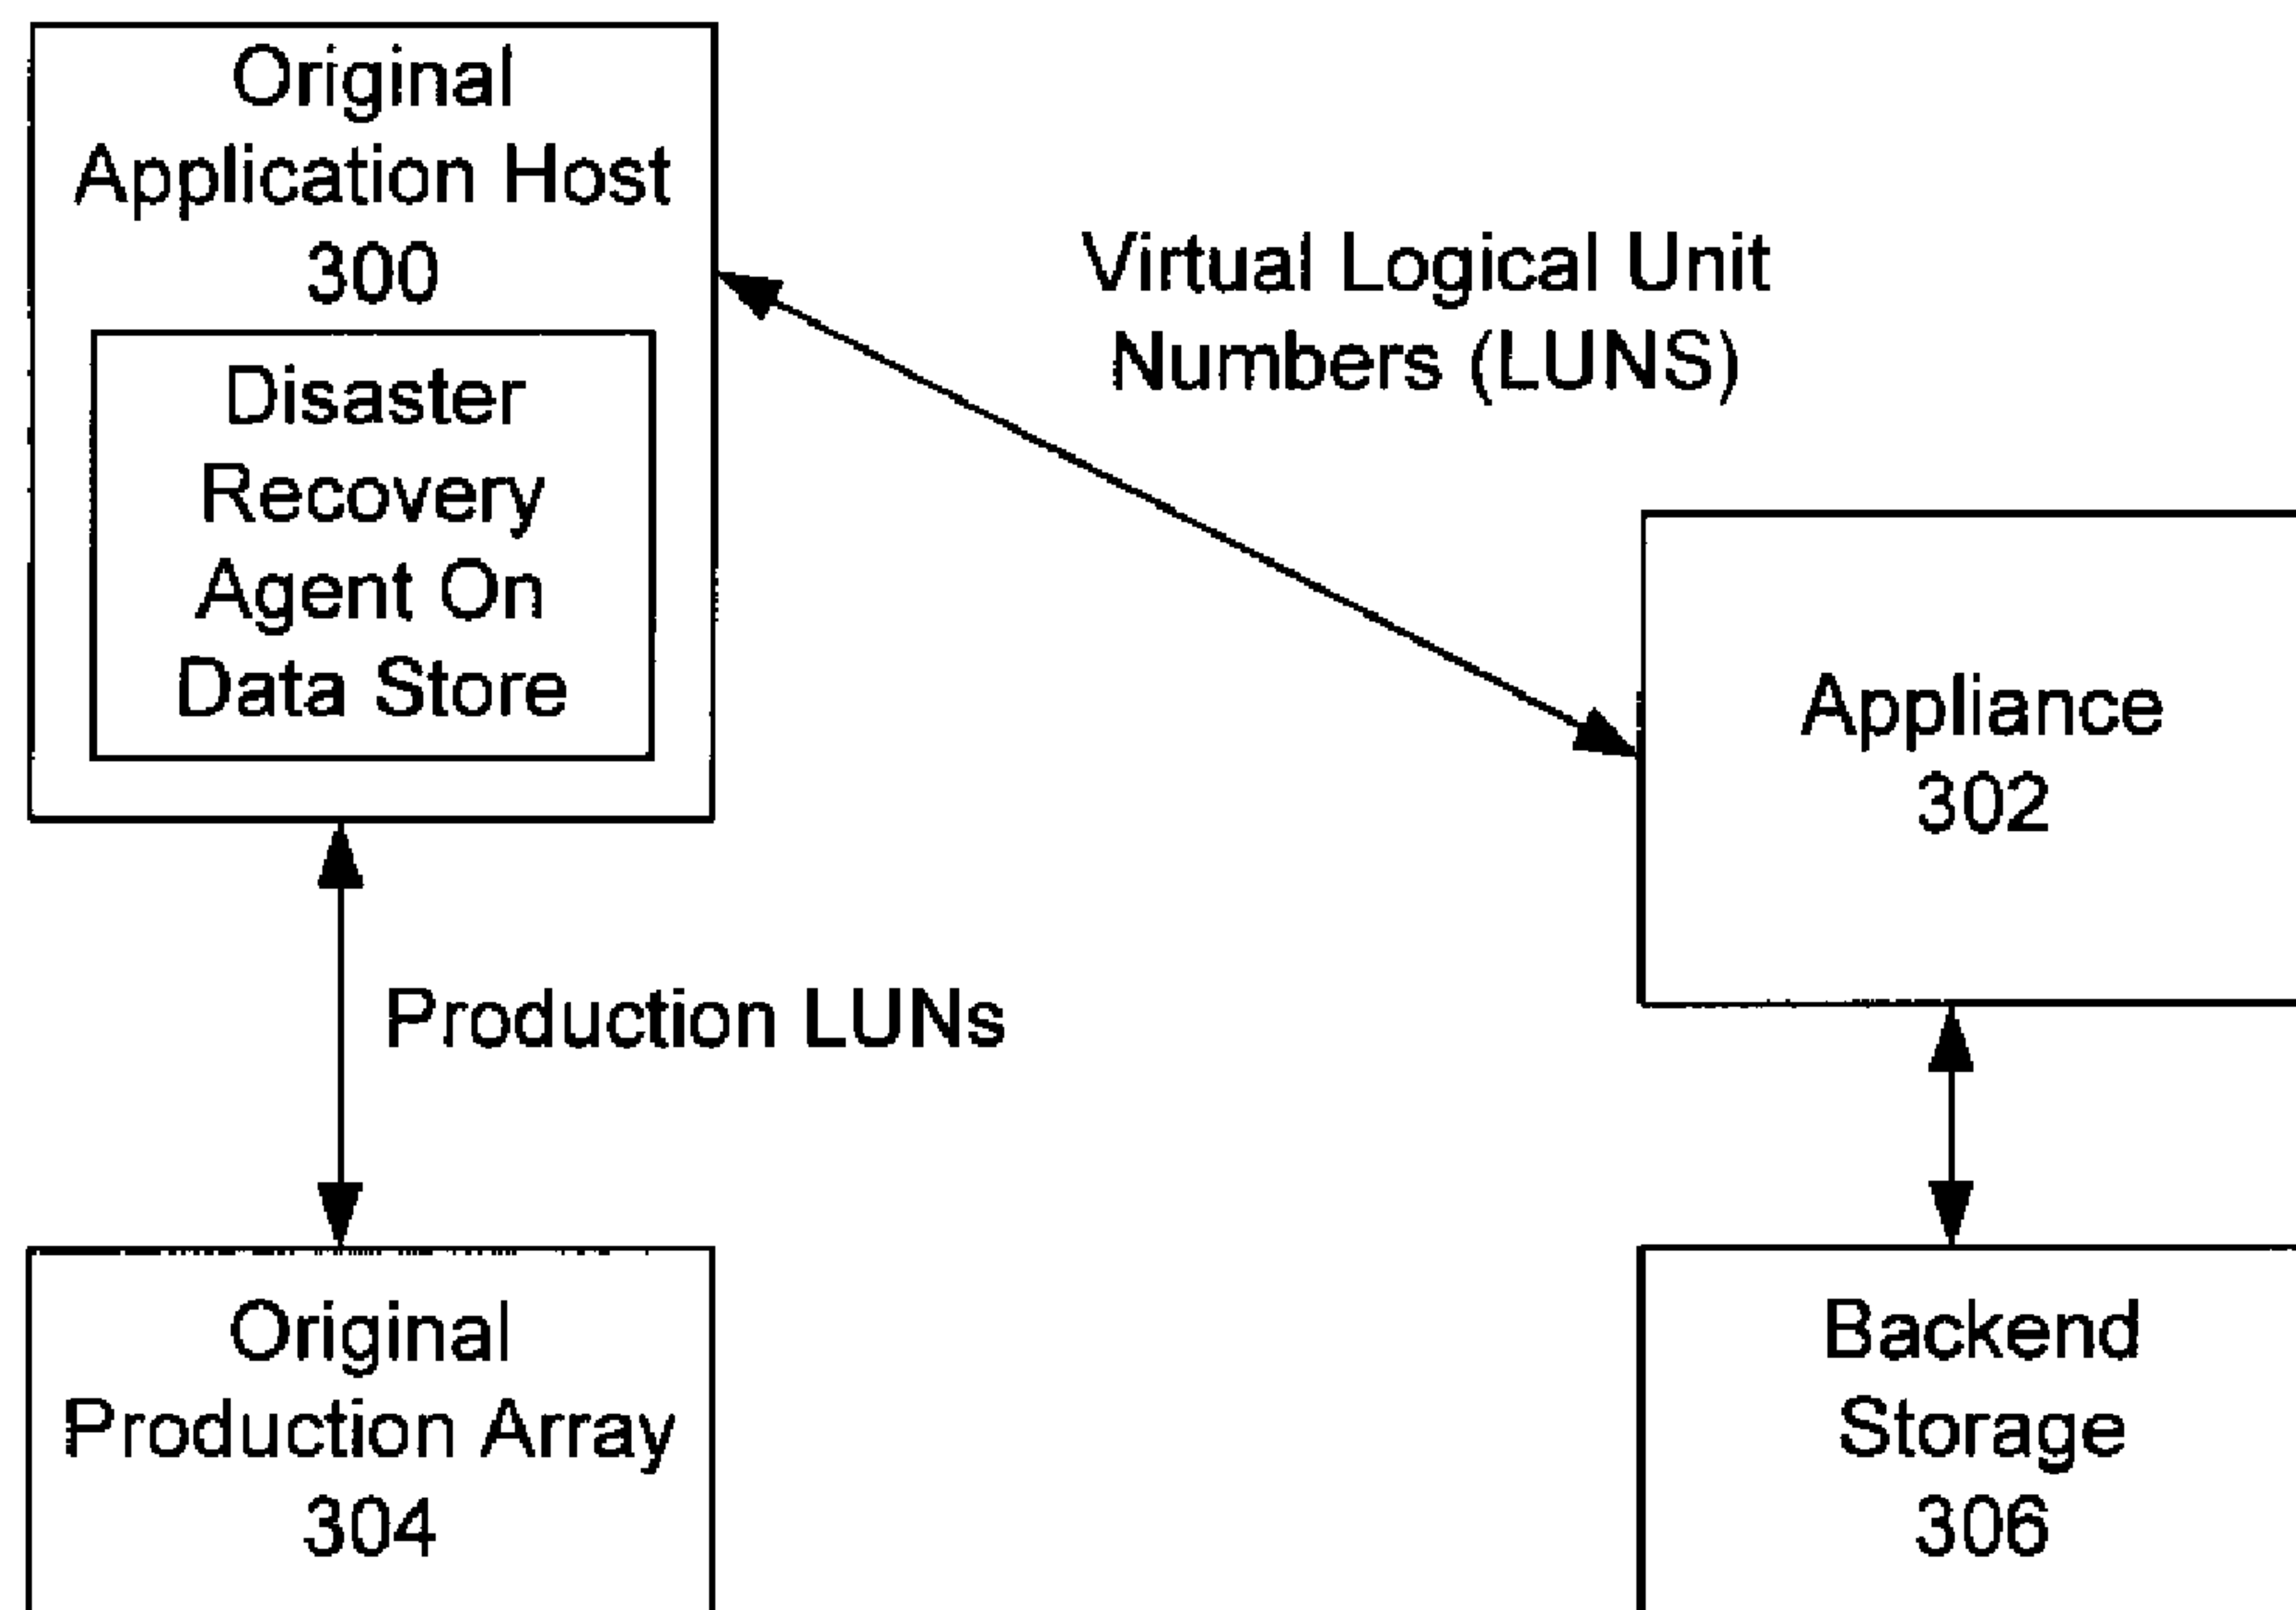 Original
Application Host
300
Disaster
Recovery
Agent On
Data Store
Virtual Logical Unit
Numbers (LUNS)
Appliance
302
Production LUNs
Original
Production Array
304
Backend
Storage
306